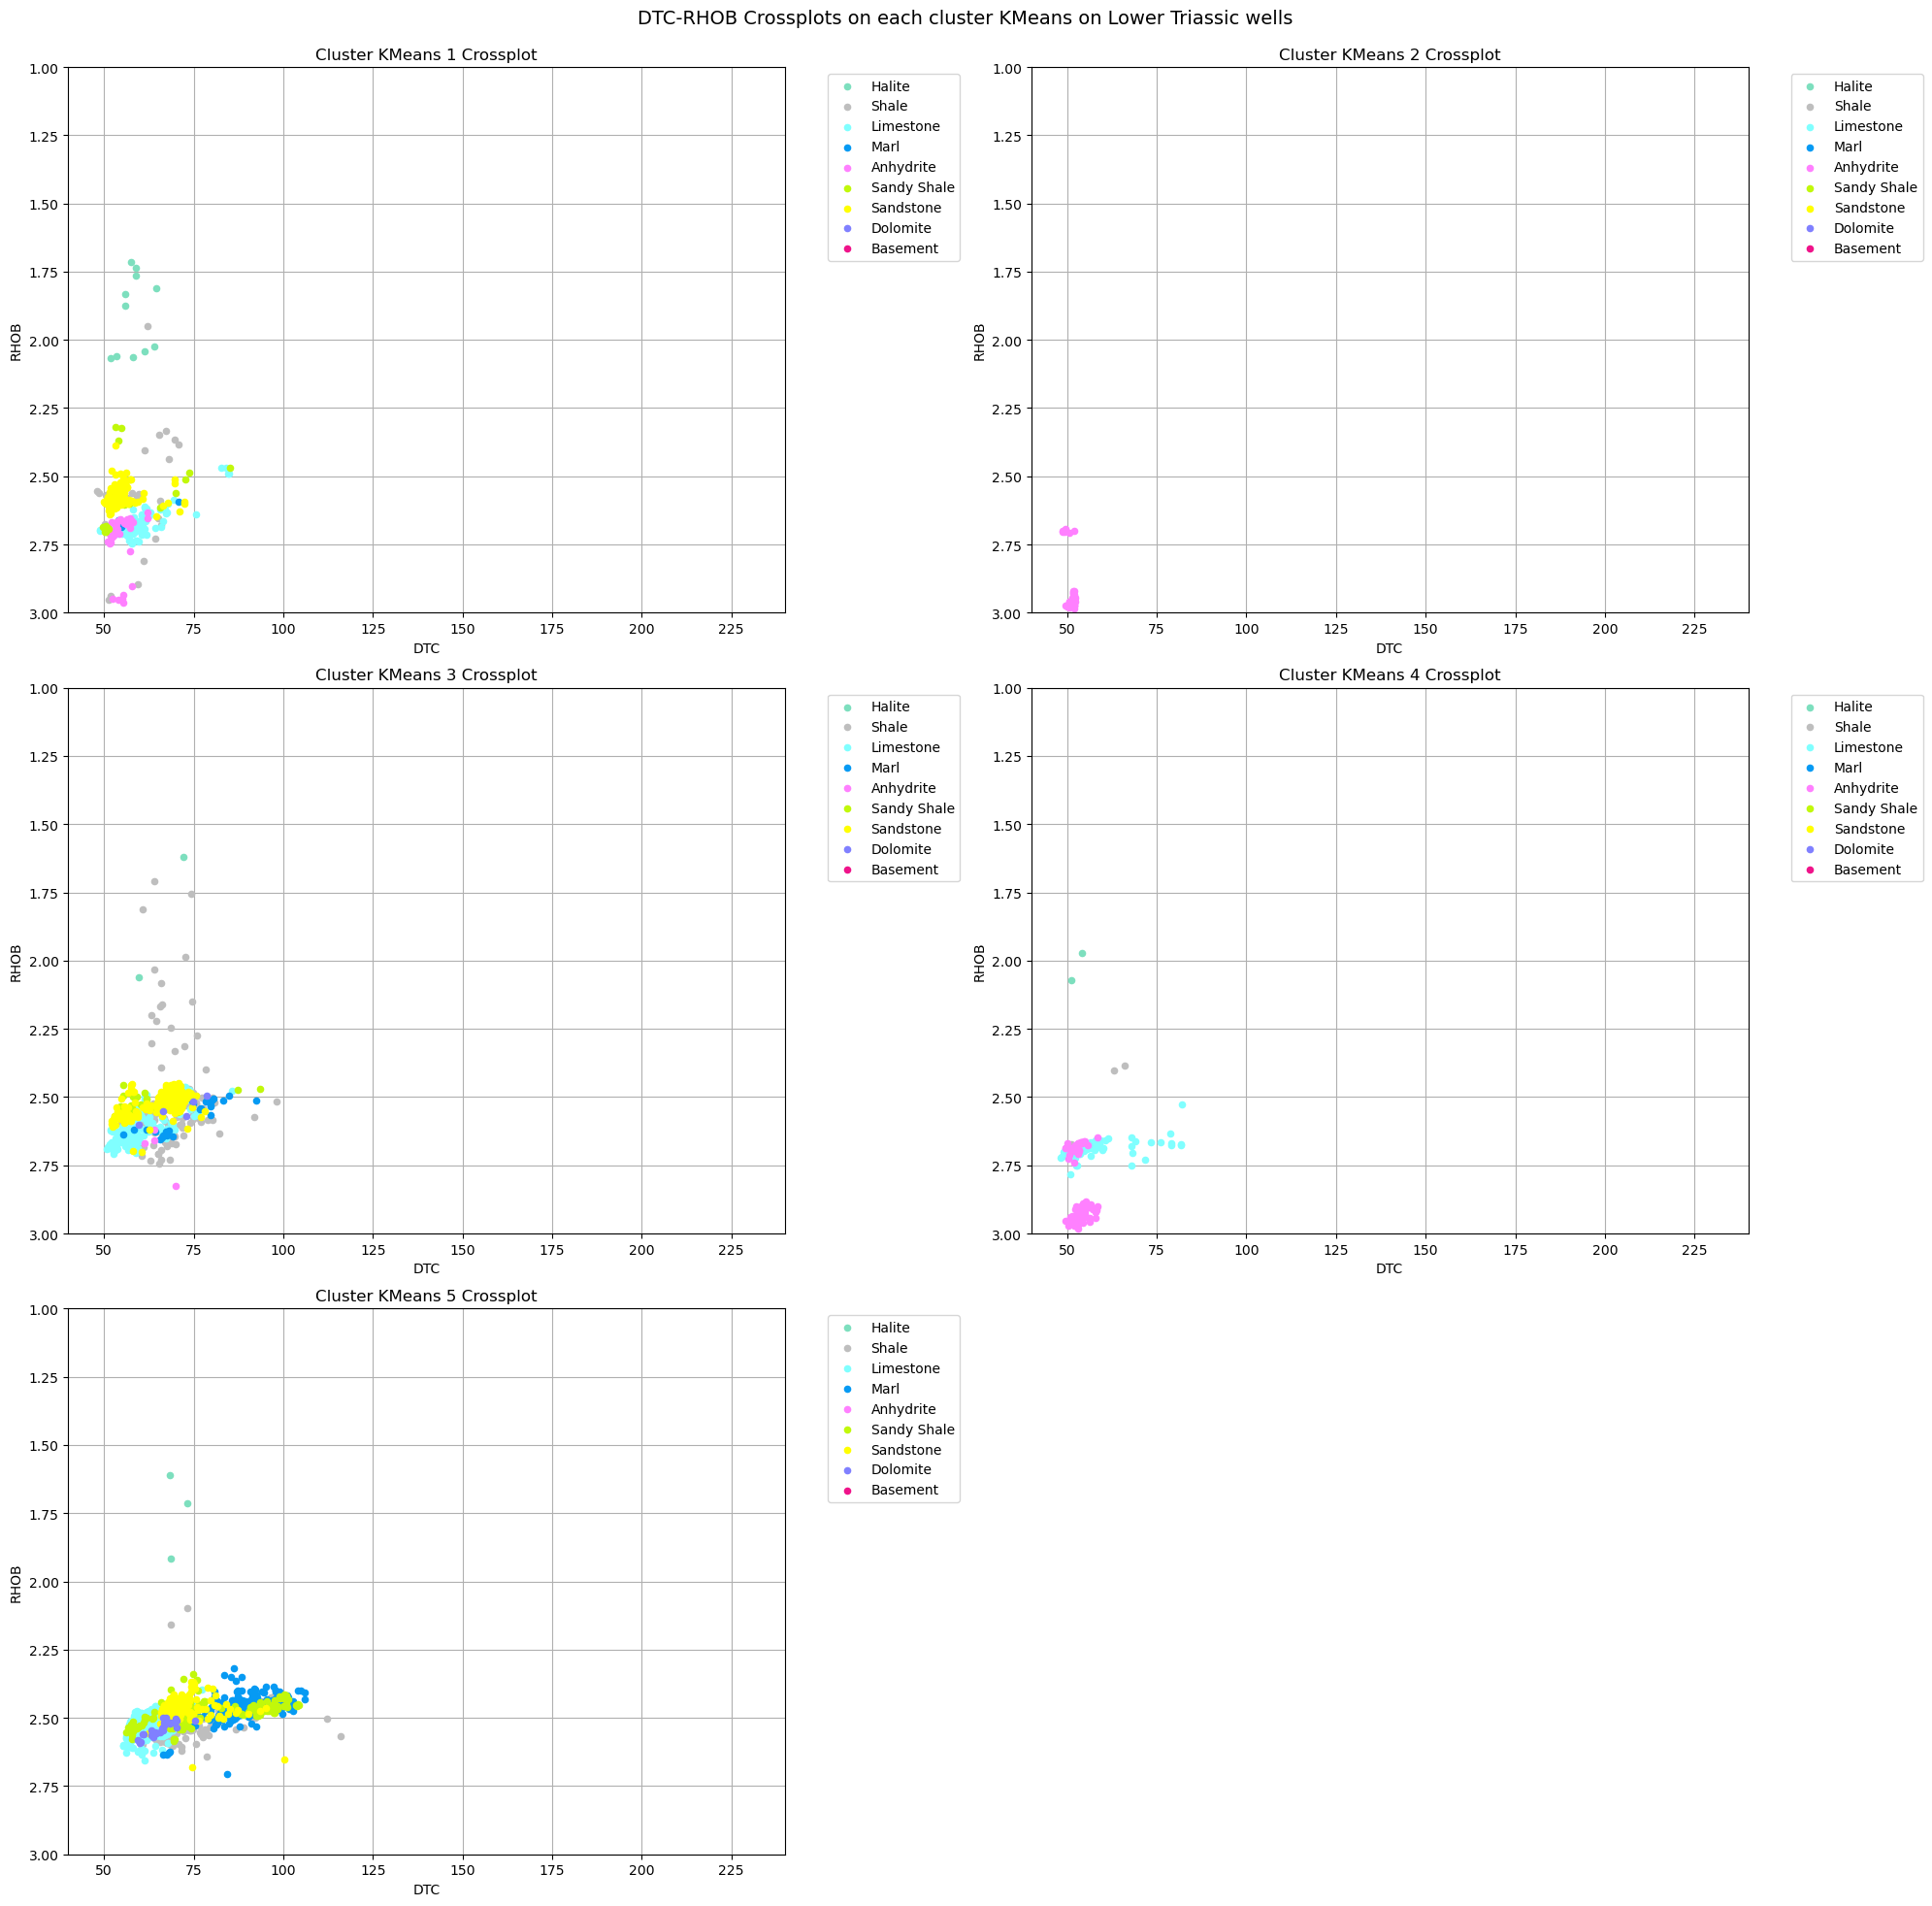 DTC-RHOB Crossplots on each cluster KMeans on Lower Triassic wells
Cluster KMeans 1 Crossplot
1.00
1.25
1.50
1.75
2.00
2.25
2.50
2.75
3.00
RHOB
50 75 100 125 150 175 200 225
DTC
Halite
Shale
Limestone
Marl
Anhydrite
Sandy Shale
Sandstone
Dolomite
Basement
Cluster KMeans 2 Crossplot
1.00
1.25
1.50
1.75
2.00
2.25
2.50
2.75
3.00
RHOB
50 75 100 125 150 175 200 225
DTC
Halite
Shale
Limestone
Marl
Anhydrite
Sandy Shale
Sandstone
Dolomite
Basement
Cluster KMeans 3 Crossplot
1.00
1.25
1.50
1.75
2.00
2.25
2.50
2.75
3.00
RHOB
50 75 100 125 150 175 200 225
DTC
Halite
Shale
Limestone
Marl
Anhydrite
Sandy Shale
Sandstone
Dolomite
Basement
Cluster KMeans 4 Crossplot
1.00
1.25
1.50
1.75
2.00
2.25
2.50
2.75
3.00
RHOB
50 75 100 125 150 175 200 225
DTC
Halite
Shale
Limestone
Marl
Anhydrite
Sandy Shale
Sandstone
Dolomite
Basement
Cluster KMeans 5 Crossplot
1.00
1.25
1.50
1.75
2.00
2.25
2.50
2.75
3.00
RHOB
50 75 100 125 150 175 200 225
DTC
Halite
Shale
Limestone
Marl
Anhydrite
Sandy Shale
Sandstone
Dolomite
Basement